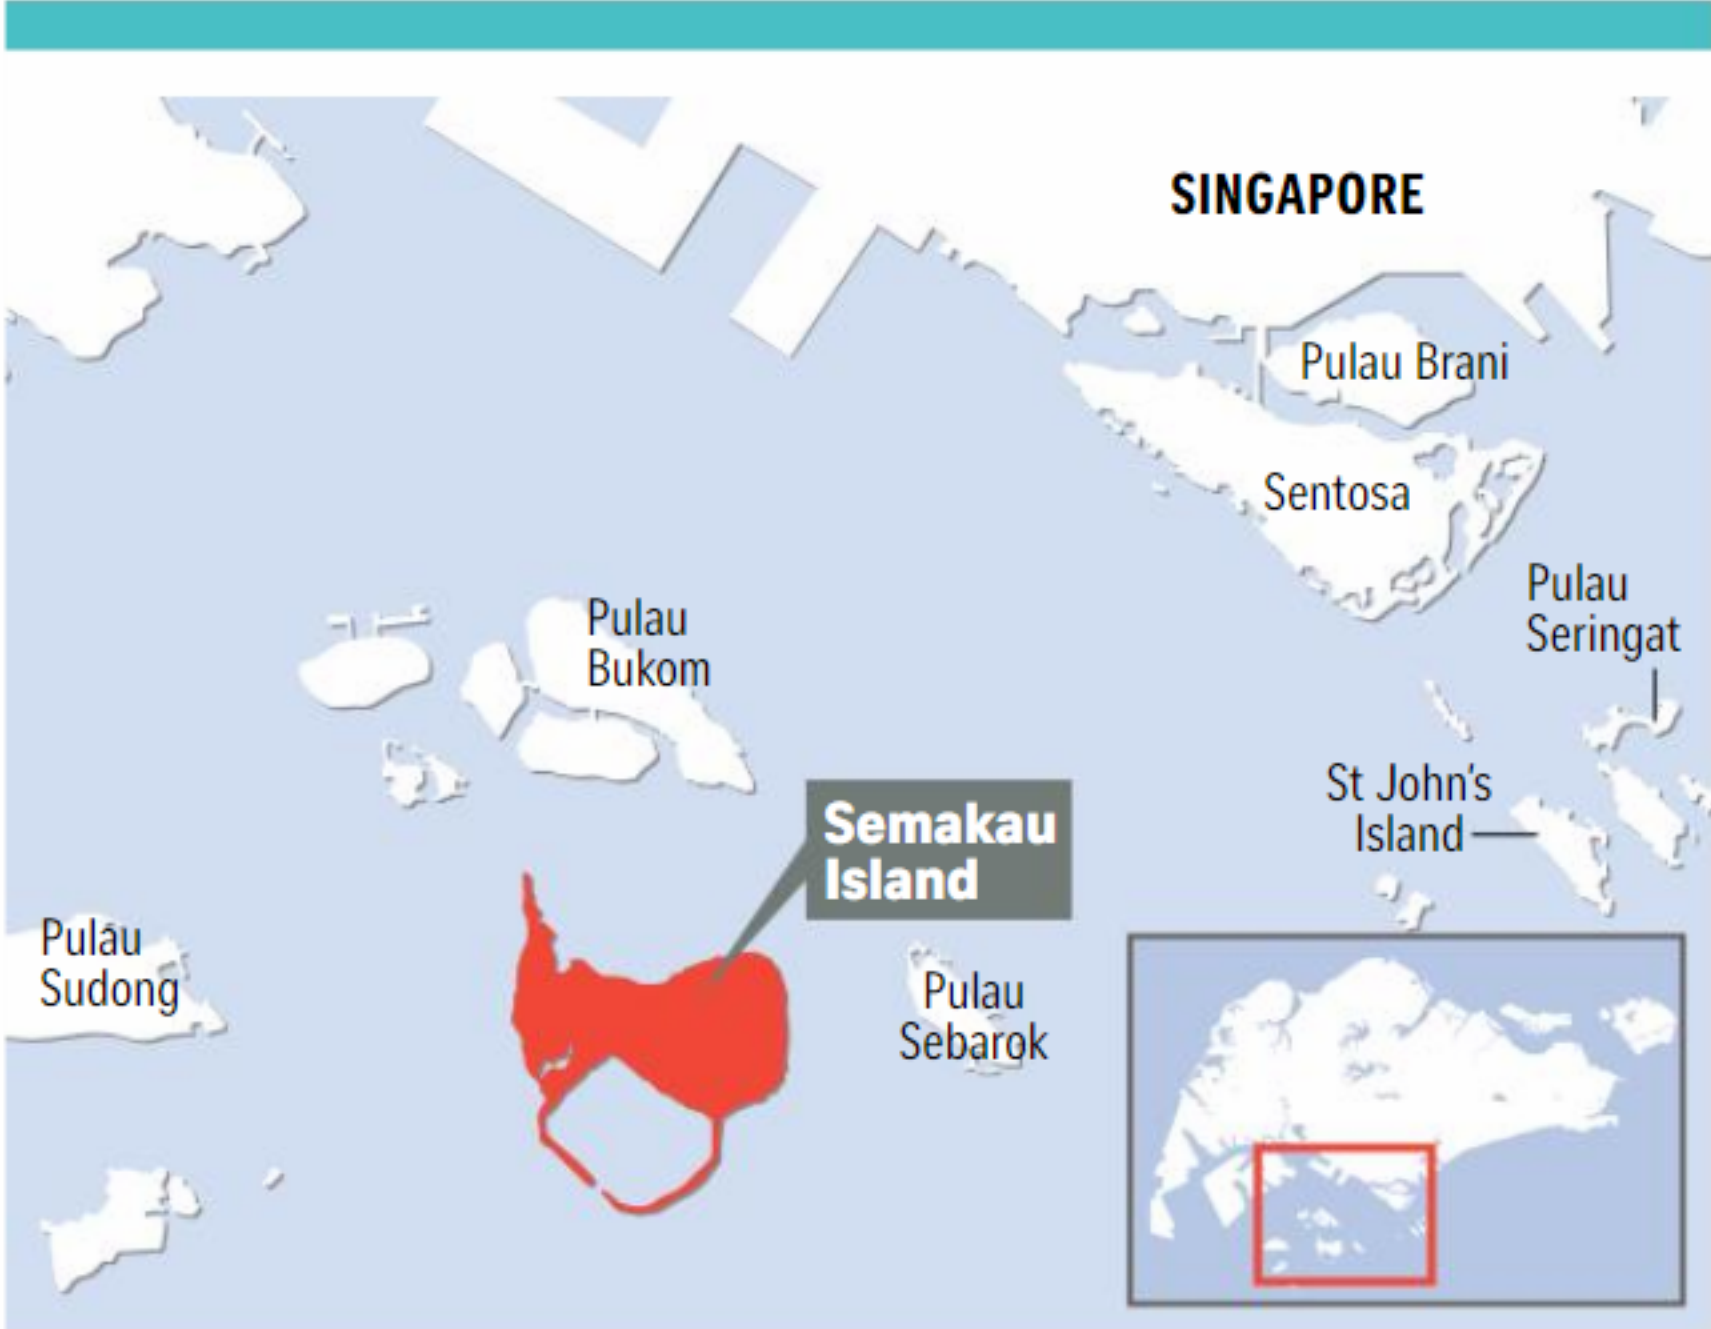 SINGAPORE
Pulau Brani
Sentosa
Pulau
Seringat
Pulau
Bukom
St John's
Island
Semakau
Island
Pulau
Sudong
Pulau
Sebarok